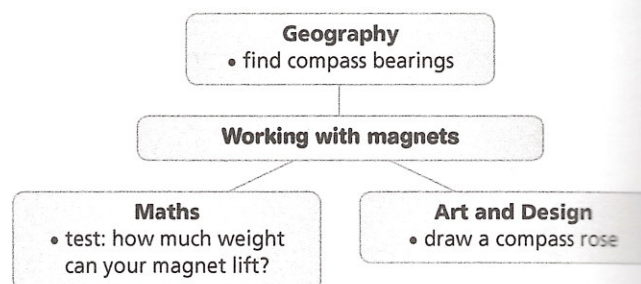 Geography
• find compass bearings
Working with magnets
Maths
• test: how much weight
can your magnet lift?
Art and Design
• draw a compass rose